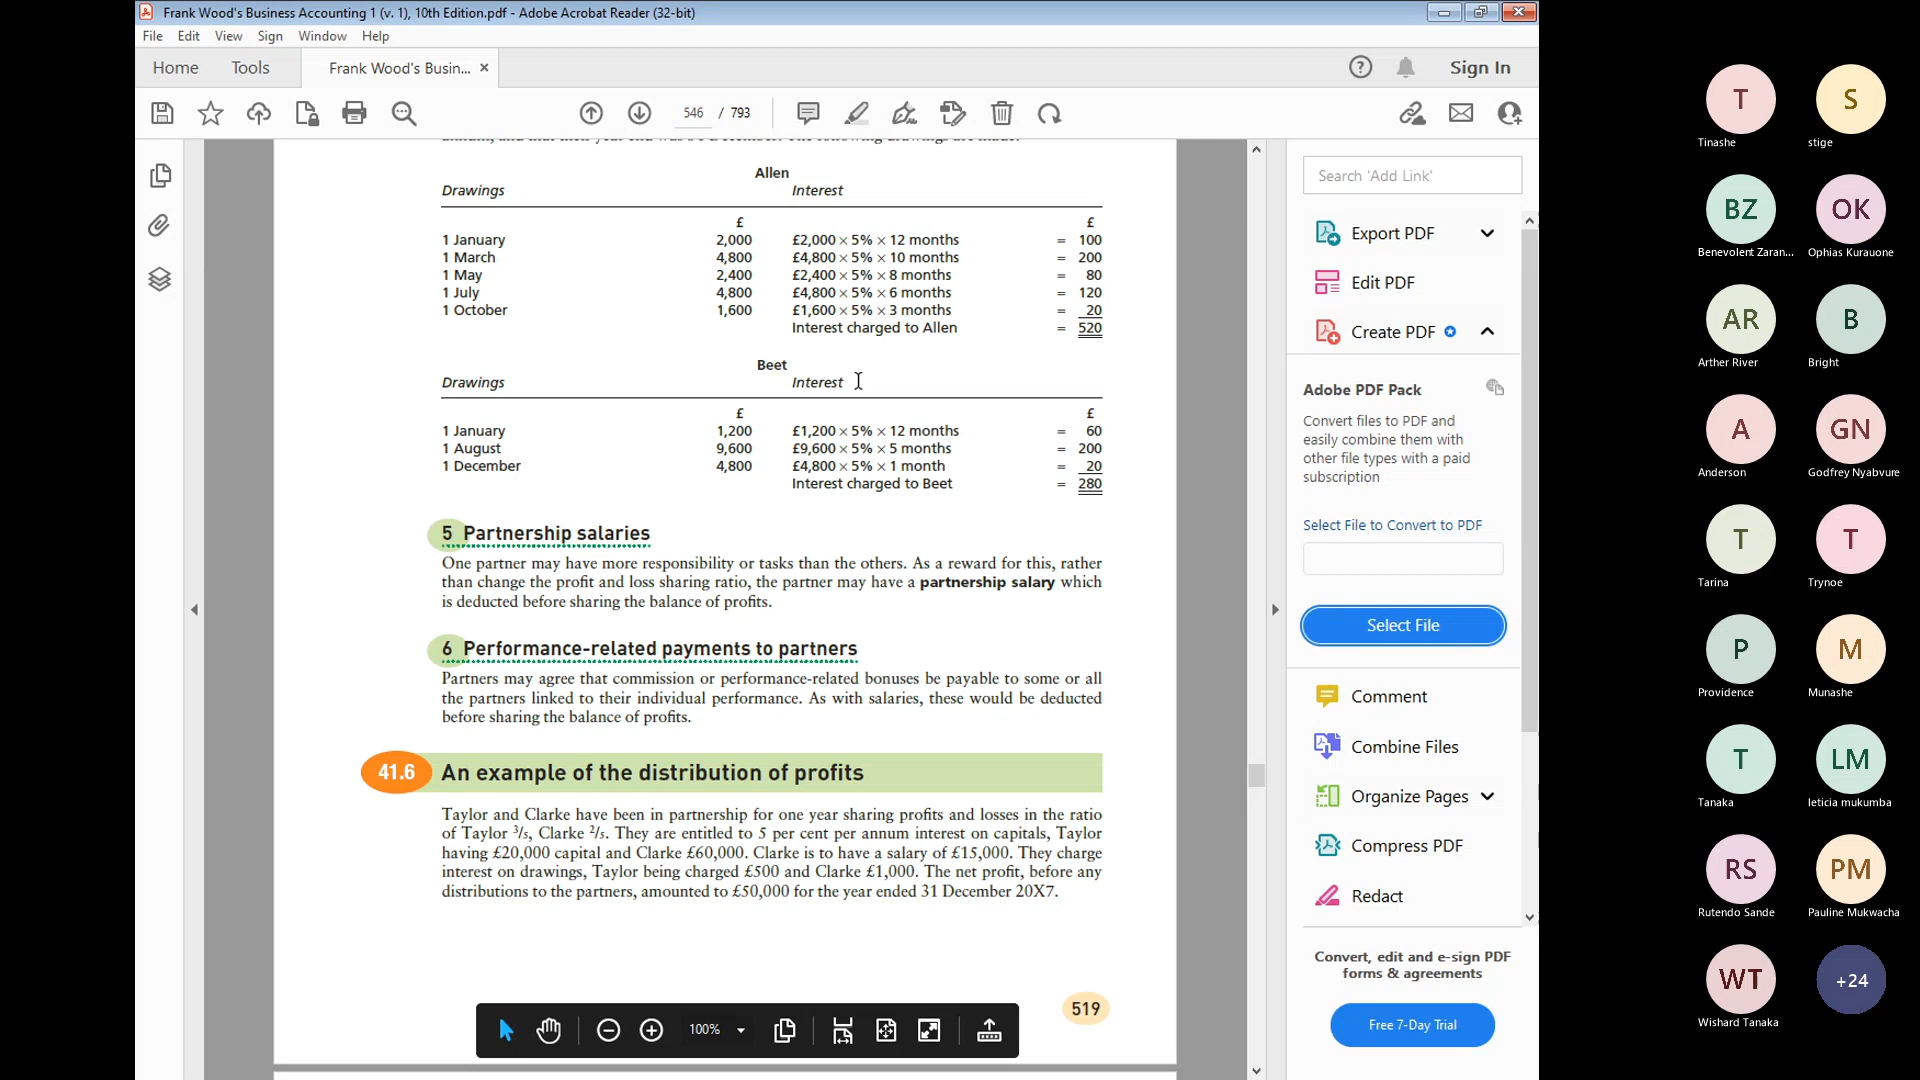 Frank Wood's Business Accounting 1 (v. 1), 10th Edition.pdf - Adobe Acrobat Reader (32-bit)
File Edit View Sign Window Help
Home Tools Frank Wood's Busin... × Sign In
546 / 793
Allen
Drawings Interest
£ £
1 January 2,000 £2,000 × 5% × 12 months = 100
1 March 4,800 £4,800 × 5% × 10 months = 200
1 May 2,400 £2,400 × 5% × 8 months = 80
1 July 4,800 £4,800 × 5% × 6 months = 120
1 October 1,600 £1,600 × 5% × 3 months = 20
Interest charged to Allen = 520
Beet
Drawings Interest
£ £
1 January 1,200 £1,200 × 5% × 12 months = 60
1 August 9,600 £9,600 × 5% × 5 months = 200
1 December 4,800 £4,800 × 5% × 1 month = 20
Interest charged to Beet = 280
5 Partnership salaries
One partner may have more responsibility or tasks than the others. As a reward for this, rather
than change the profit and loss sharing ratio, the partner may have a partnership salary which
is deducted before sharing the balance of profits.
6 Performance-related payments to partners
Partners may agree that commission or performance-related bonuses be payable to some or all
the partners linked to their individual performance. As with salaries, these would be deducted
before sharing the balance of profits.
41.6 An example of the distribution of profits
Taylor and Clarke have been in partnership for one year sharing profits and losses in the ratio
of Taylor 3/5, Clarke 2/5. They are entitled to 5 per cent per annum interest on capitals, Taylor
having £20,000 capital and Clarke £60,000. Clarke is to have a salary of £15,000. They charge
interest on drawings, Taylor being charged £500 and Clarke £1,000. The net profit, before any
distributions to the partners, amounted to £50,000 for the year ended 31 December 20X7.
519
100%
Search 'Add Link'
Export PDF
Edit PDF
Create PDF
Adobe PDF Pack
Convert files to PDF and
easily combine them with
other file types with a paid
subscription
Select File to Convert to PDF
Select File
Comment
Combine Files
Organize Pages
Compress PDF
Redact
Convert, edit and e-sign PDF
forms & agreements
Free 7-Day Trial
T S
Tinashe stige
BZ OK
Benevolent Zaran... Ophias Kurauone
AR B
Arther River Bright
A GN
Anderson Godfrey Nyabvure
T T
Tarina Trynoe
P M
Providence Munashe
T LM
Tanaka leticia mukumba
RS PM
Rutendo Sande Pauline Mukwacha
WT +24
Wishard Tanaka